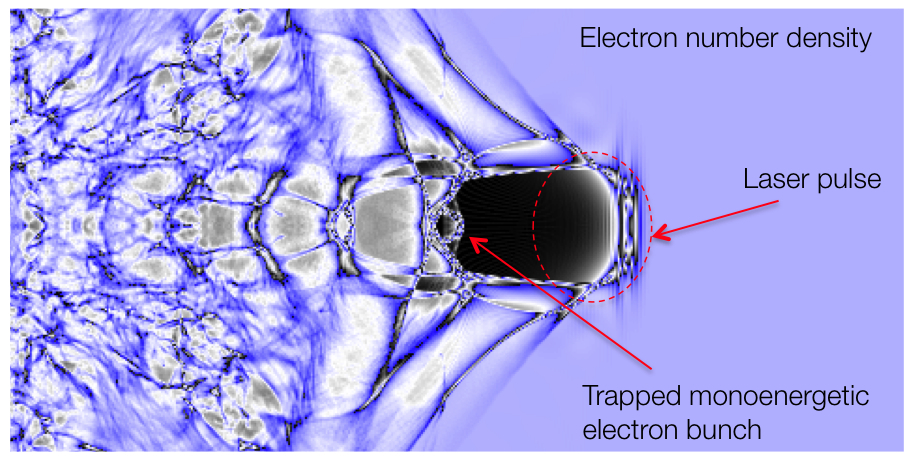 Electron number density
Laser pulse
Trapped monoenergetic
electron bunch